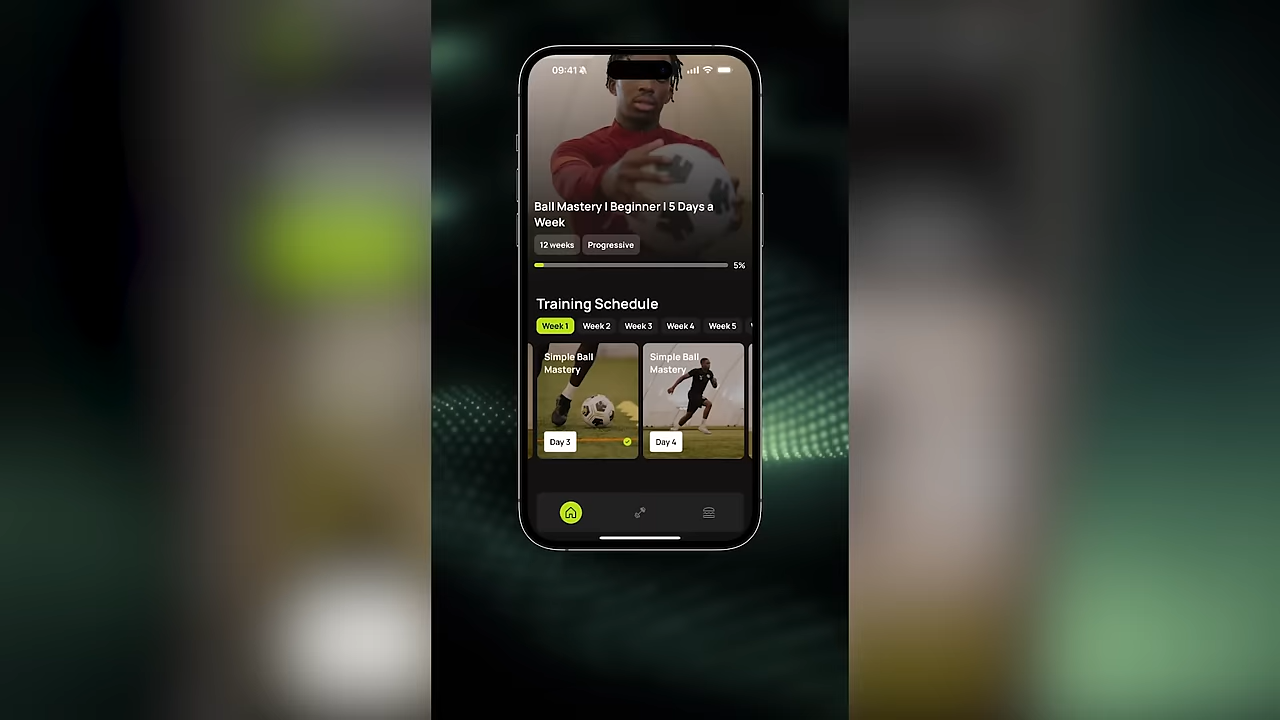 09:41
Ball Mastery | Beginner | 5 Days a
Week
12 weeks
Progressive
5%
Training Schedule
Week 1
Week 2
Week 3
Week 4
Week 5
Simple Ball
Mastery
Day 3
Simple Ball
Mastery
Day 4